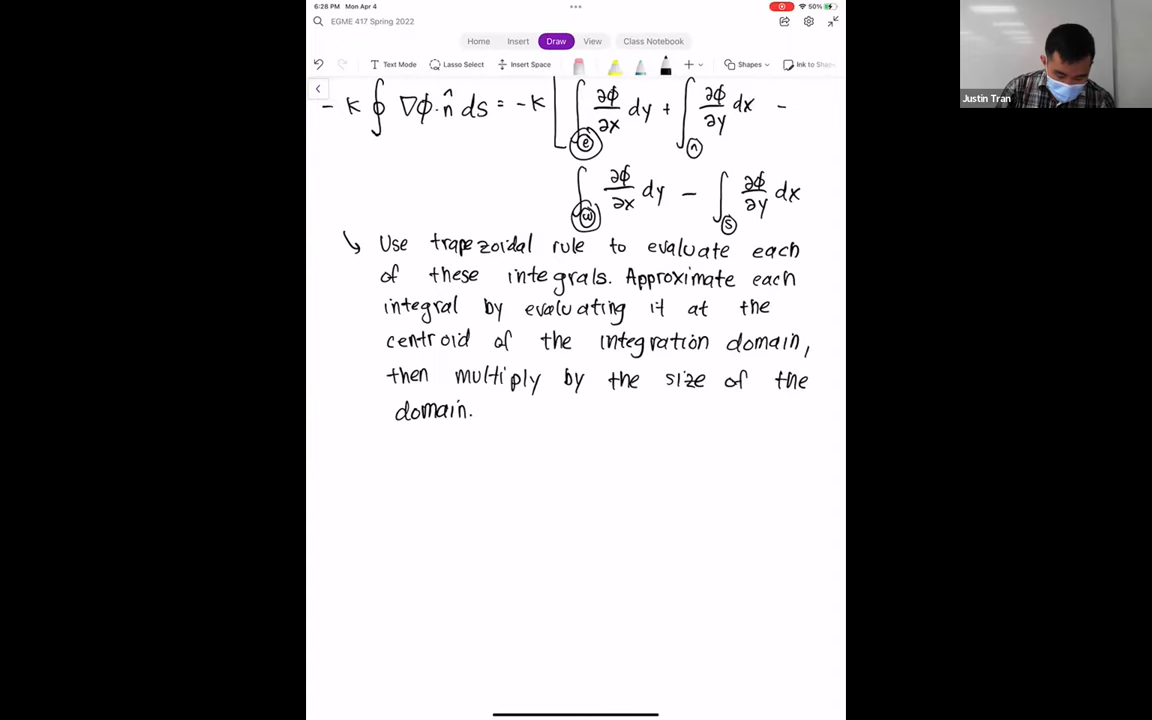 6:28 PM Mon Apr 4
50%
EGME 417 Spring 2022
Home Insert Draw View Class Notebook
Text Mode Lasso Select Insert Space Shapes Ink to Shape
Justin Tran
- K ∮ ∇ϕ · n̂ ds = -K [ ∫ₑ ∂ϕ/∂x dy + ∫ₙ ∂ϕ/∂y dx -
∫w ∂ϕ/∂x dy - ∫s ∂ϕ/∂y dx
↳ Use trapezoidal rule to evaluate each
of these integrals. Approximate each
integral by evaluating it at the
centroid of the integration domain,
then multiply by the size of the
domain.